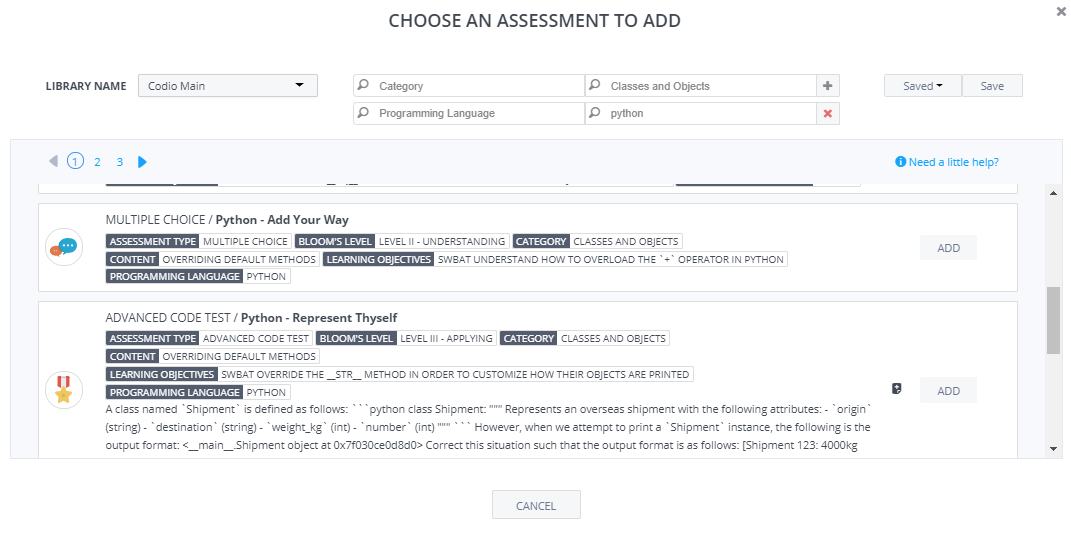 CHOOSE AN ASSESSMENT TO ADD
LIBRARY NAME Codio Main Category Classes and Objects Saved Save
Programming Language python
1 2 3 Need a little help?
MULTIPLE CHOICE / Python - Add Your Way
ASSESSMENT TYPE MULTIPLE CHOICE BLOOM'S LEVEL LEVEL II - UNDERSTANDING CATEGORY CLASSES AND OBJECTS
ADD
CONTENT OVERRIDING DEFAULT METHODS LEARNING OBJECTIVES SWBAT UNDERSTAND HOW TO OVERLOAD THE `+` OPERATOR IN PYTHON
PROGRAMMING LANGUAGE PYTHON
ADVANCED CODE TEST / Python - Represent Thyself
ASSESSMENT TYPE ADVANCED CODE TEST BLOOM'S LEVEL LEVEL III - APPLYING CATEGORY CLASSES AND OBJECTS
CONTENT OVERRIDING DEFAULT METHODS
LEARNING OBJECTIVES SWBAT OVERRIDE THE __STR__ METHOD IN ORDER TO CUSTOMIZE HOW THEIR OBJECTS ARE PRINTED
PROGRAMMING LANGUAGE PYTHON
ADD
A class named `Shipment` is defined as follows: ```python class Shipment: """ Represents an overseas shipment with the following attributes: - `origin`
(string) - `destination` (string) - `weight_kg` (int) - `number` (int) """ ``` However, when we attempt to print a `Shipment` instance, the following is the
output format: <__main__.Shipment object at 0x7f030ce0d8d0> Correct this situation such that the output format is as follows: [Shipment 123: 4000kg
CANCEL